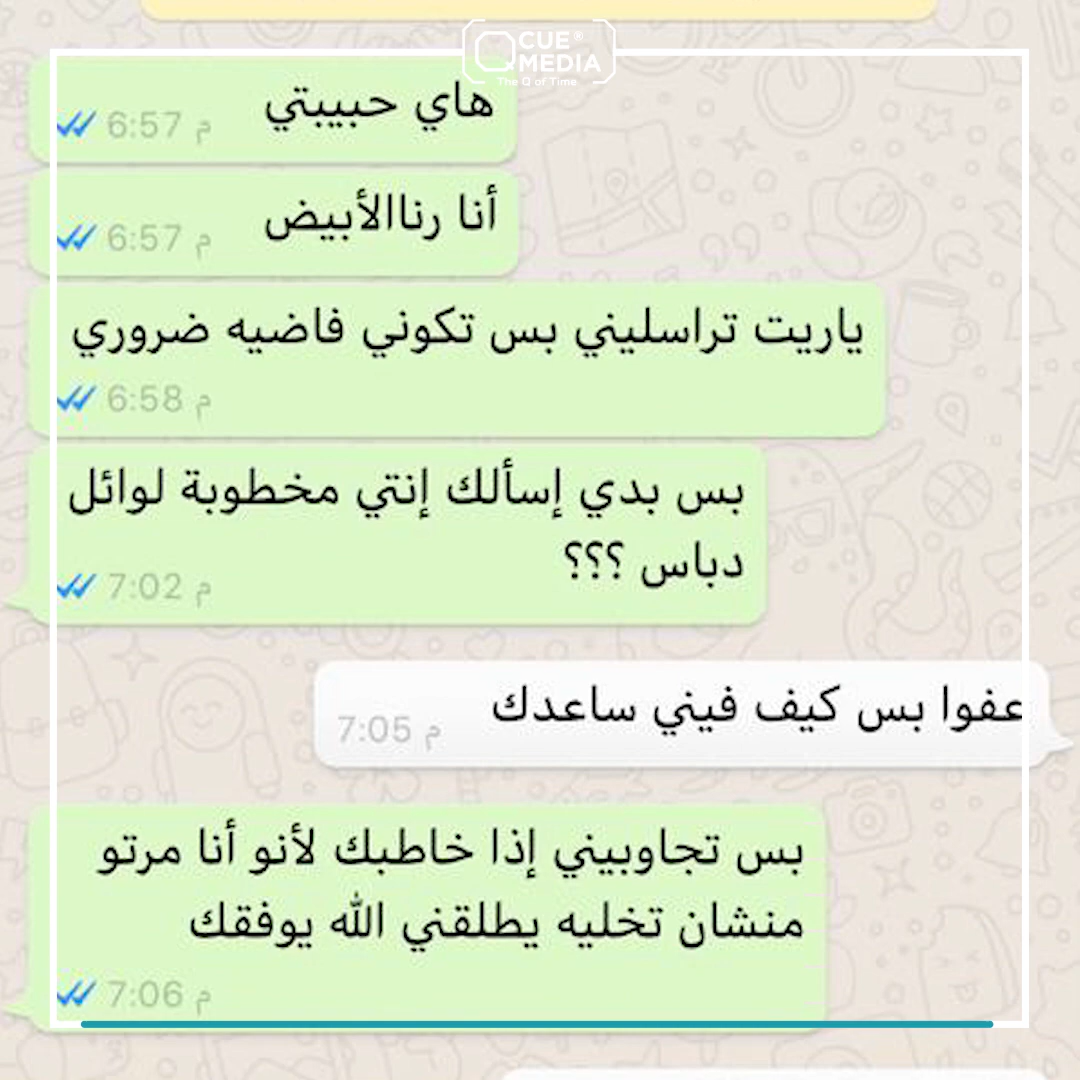 CUE®
MEDIA
The Q of Time
هاي حبيبتي
6:57 م
أنا رناالأبيض
6:57 م
ياريت تراسليني بس تكوني فاضيه ضروري
6:58 م
بس بدي إسألك إنتي مخطوبة لوائل
دباس ؟؟؟
7:02 م
عفوا بس كيف فيني ساعدك
7:05 م
بس تجاوبيني إذا خاطبك لأنو أنا مرتو
منشان تخليه يطلقني الله يوفقك
7:06 م